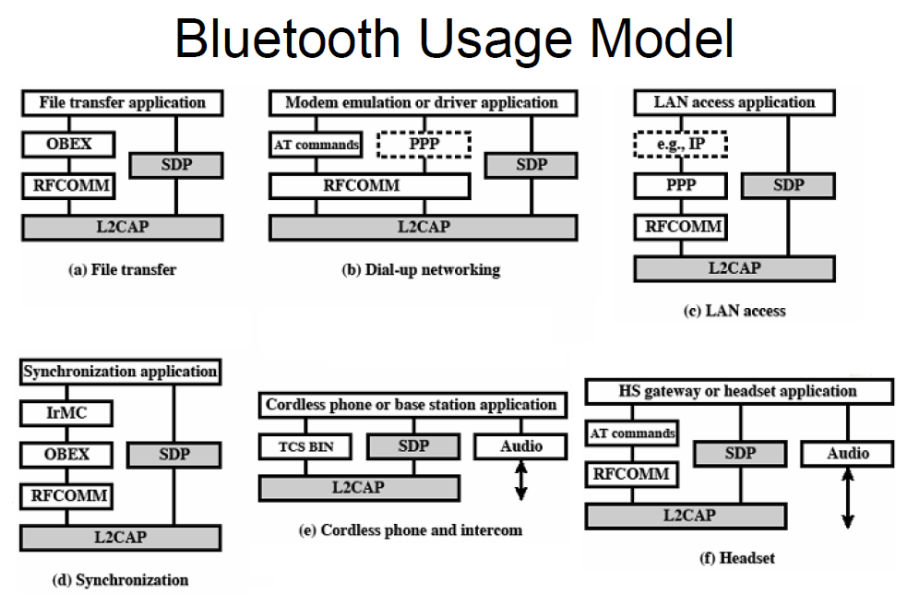 Bluetooth Usage Model
File transfer application
OBEX
SDP
RFCOMM
L2CAP
(a) File transfer
Modem emulation or driver application
AT commands
PPP
SDP
RFCOMM
L2CAP
(b) Dial-up networking
LAN access application
e.g., IP
PPP
SDP
RFCOMM
L2CAP
(c) LAN access
Synchronization application
IrMC
OBEX
SDP
RFCOMM
L2CAP
(d) Synchronization
Cordless phone or base station application
TCS BIN
SDP
Audio
L2CAP
(e) Cordless phone and intercom
HS gateway or headset application
AT commands
SDP
Audio
RFCOMM
L2CAP
(f) Headset